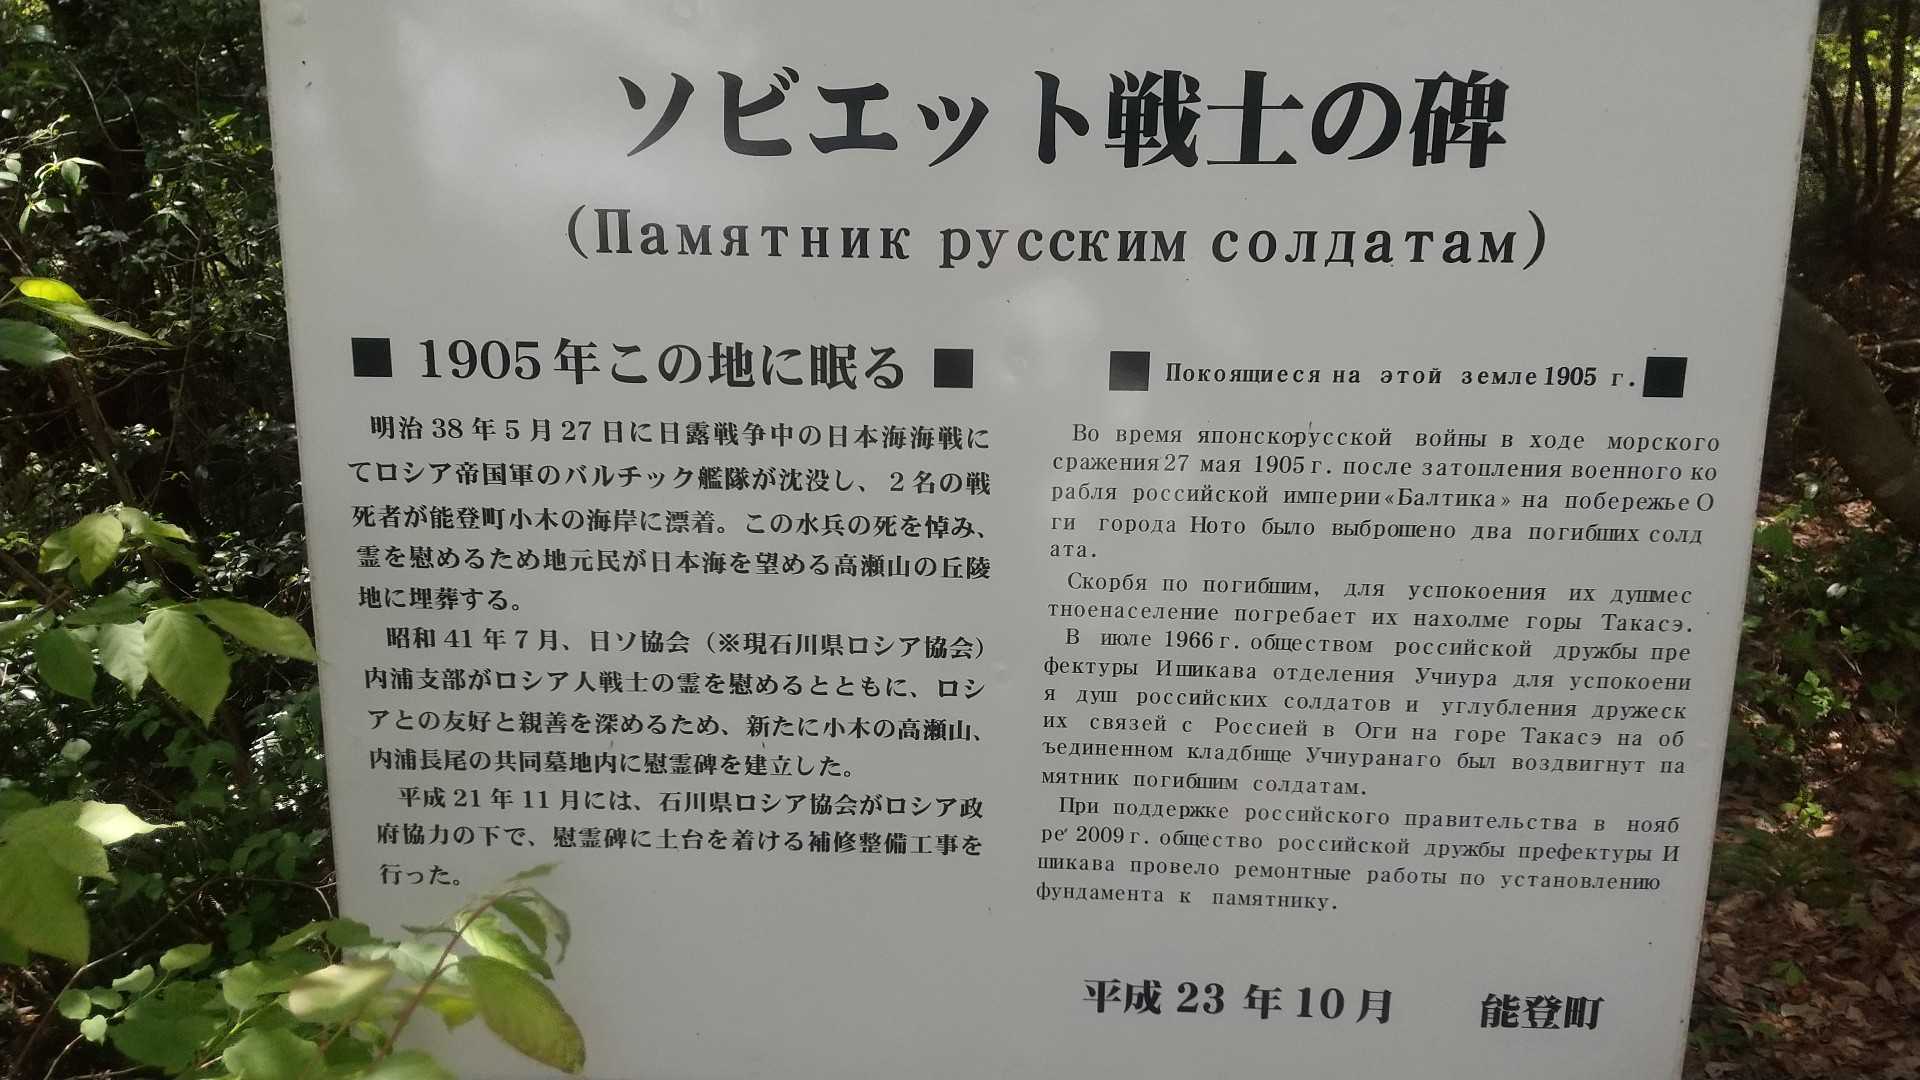 ソビエット戦士の碑
(Памятник русским солдатам)
■ 1905年この地に眠る ■
明治38年5月27日に日露戦争中の日本海海戦に
てロシア帝国軍のバルチック艦隊が沈没し、2名の戦
死者が能登町小木の海岸に漂着。この水兵の死を悼み、
霊を慰めるため地元民が日本海を望める高瀬山の丘陵
地に埋葬する。
昭和41年7月、日ソ協会（※現石川県ロシア協会）
内浦支部がロシア人戦士の霊を慰めるとともに、ロシ
アとの友好と親善を深めるため、新たに小木の高瀬山、
内浦長尾の共同墓地内に慰霊碑を建立した。
平成21年11月には、石川県ロシア協会がロシア政
府協力の下で、慰霊碑に土台を着ける補修整備工事を
行った。
■ Покоящиеся на этой земле 1905 г. ■
Во время японскорусской войны в ходе морского
сражения 27 мая 1905 г. после затопления военного ко
рабля российской империи «Балтика» на побережье О
ги города Ното было выброшено два погибших солд
ата.
Скорбя по погибшим, для успокоения их душмес
тноенаселение погребает их нахолме горы Такасэ.
В июле 1966 г. обществом российской дружбы пре
фектуры Ишикава отделения Учиура для успокоени
я душ российских солдатов и углубления дружеск
их связей с Россией в Оги на горе Такасэ на об
ъединенном кладбище Учиуранаго был воздвигнут па
мятник погибшим солдатам.
При поддержке российского правительства в нояб
ре 2009 г. общество российской дружбы префектуры И
шикава провело ремонтные работы по установлению
фундамента к памятнику.
平成23年10月 能登町